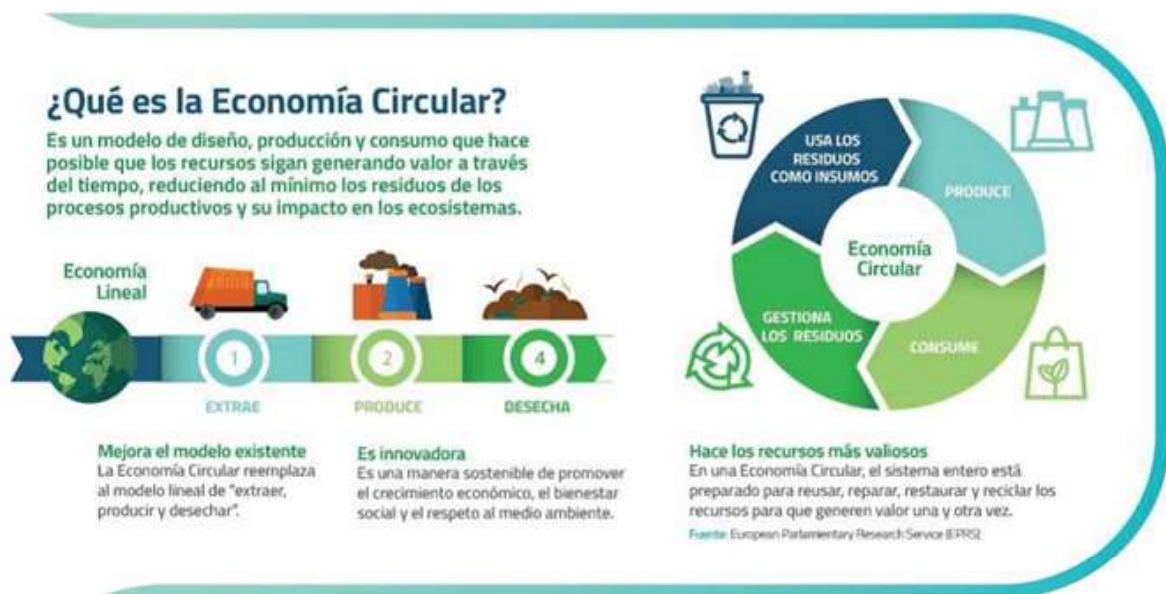 ¿Qué es la Economía Circular?
Es un modelo de diseño, producción y consumo que hace
posible que los recursos sigan generando valor a través
del tiempo, reduciendo al mínimo los residuos de los
procesos productivos y su impacto en los ecosistemas.
Economía
Lineal
1
2
4
EXTRAE
PRODUCE
DESECHA
Mejora el modelo existente
La Economía Circular reemplaza
al modelo lineal de "extraer,
producir y desechar".
Es innovadora
Es una manera sostenible de promover
el crecimiento económico, el bienestar
social y el respeto al medio ambiente.
USA LOS
RESIDUOS
COMO INSUMOS
PRODUCE
Economía
Circular
GESTIONA
LOS RESIDUOS
CONSUME
Hace los recursos más valiosos
En una Economía Circular, el sistema entero está
preparado para reusar, reparar, restaurar y reciclar los
recursos para que generen valor una y otra vez.
Fuente: European Parlamentary Research Service (EPRS)